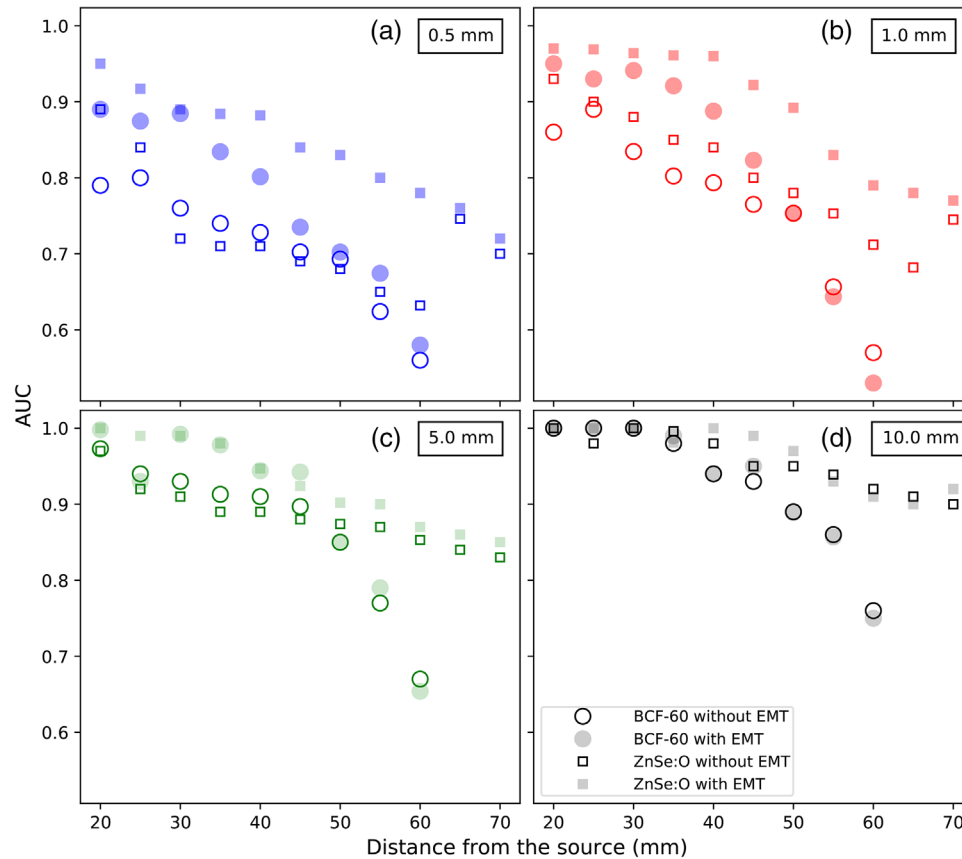 (a)
0.5 mm
(b)
1.0 mm
1.0
0.9
0.8
0.7
0.6
AUC
(c)
5.0 mm
(d)
10.0 mm
1.0
0.9
0.8
0.7
0.6
BCF-60 without EMT
BCF-60 with EMT
ZnSe:O without EMT
ZnSe:O with EMT
20 30 40 50 60 70 20 30 40 50 60 70
Distance from the source (mm)